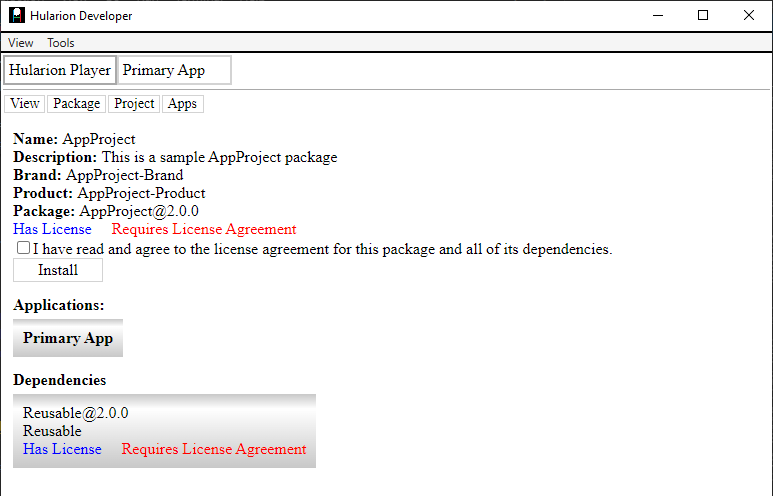 Hularion Developer
View Tools
Hularion Player Primary App
View Package Project Apps
Name: AppProject
Description: This is a sample AppProject package
Brand: AppProject-Brand
Product: AppProject-Product
Package: AppProject@2.0.0
Has License Requires License Agreement
I have read and agree to the license agreement for this package and all of its dependencies.
Install
Applications:
Primary App
Dependencies
Reusable@2.0.0
Reusable
Has License Requires License Agreement